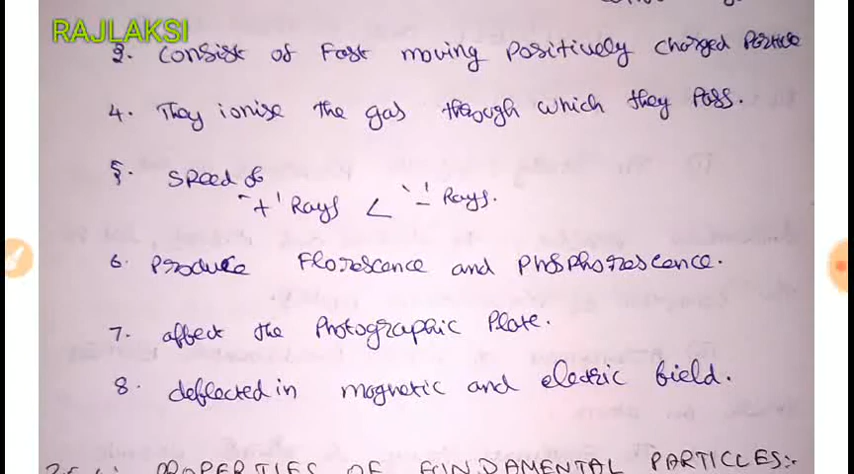 RAJLAKSI
3. Consist of Fast moving Positively charged Particle
4. They ionise the gas through which they Pass.
5. Speed of
'+' Rays < '-' Rays.
6. Produce Florescence and Phosphorescence.
7. affect the Photographic Plate.
8. deflected in magnetic and electric field.
PROPERTIES OF FUNDAMENTAL PARTICLES:-